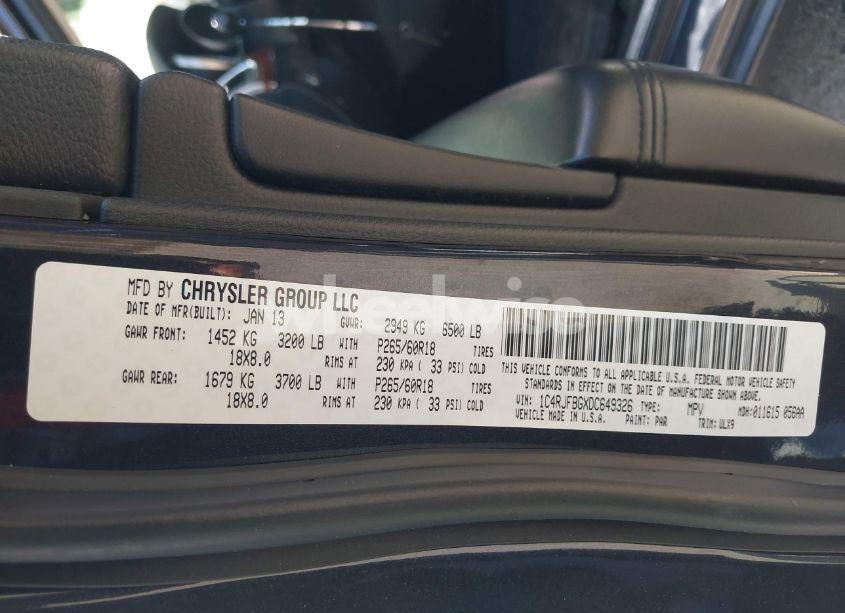 MFD BY CHRYSLER GROUP LLC
DATE OF MFR(BUILT): JAN 13 GVWR: 2949 KG 6500 LB
GAWR FRONT: 1452 KG 3200 LB WITH P265/60R18 TIRES
18X8.0 RIMS AT 230 KPA ( 33 PSI) COLD
GAWR REAR: 1679 KG 3700 LB WITH P265/60R18 TIRES
18X8.0 RIMS AT 230 KPA ( 33 PSI) COLD
THIS VEHICLE CONFORMS TO ALL APPLICABLE U.S.A. FEDERAL MOTOR VEHICLE SAFETY
STANDARDS IN EFFECT ON THE DATE OF MANUFACTURE SHOWN ABOVE.
VIN: 1C4RJFBGXDC649326 TYPE: MPV MDH: 011615 056AA
VEHICLE MADE IN U.S.A. PAINT: PAR TRIM: ULX9